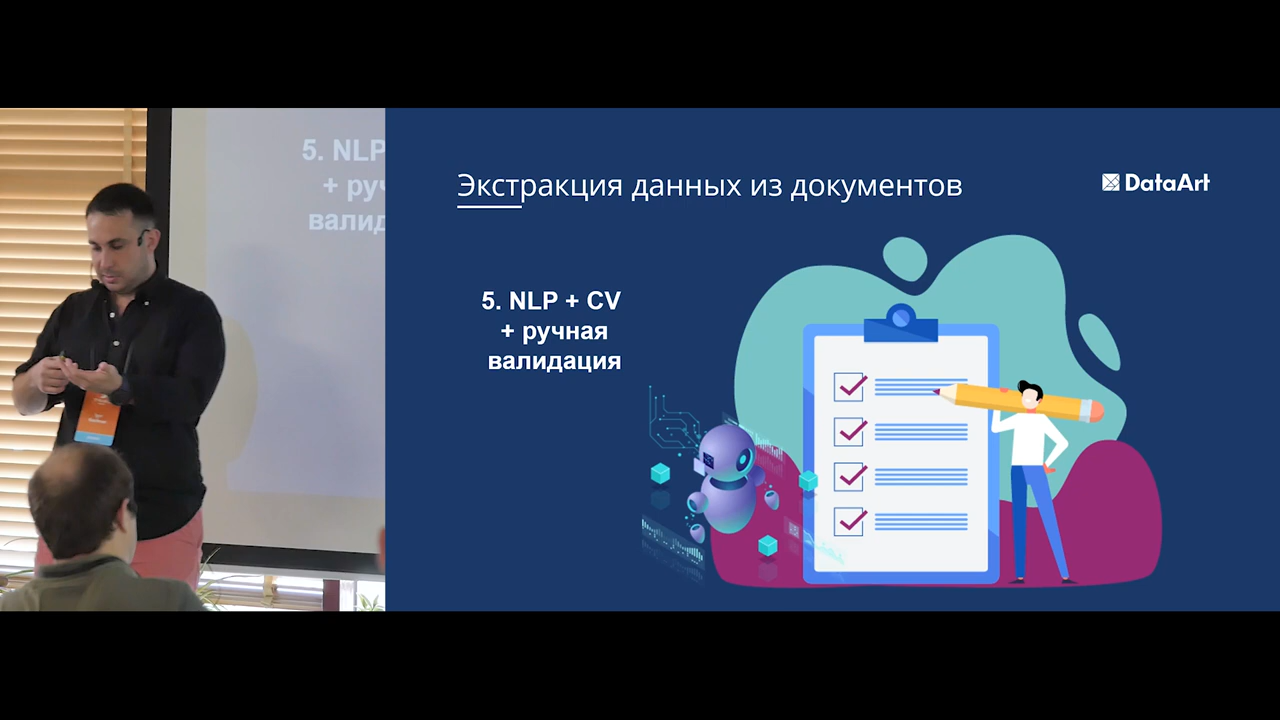 5. NLP
+ руч
валид
Экстракция данных из документов
DataArt
5. NLP + CV
+ ручная
валидация